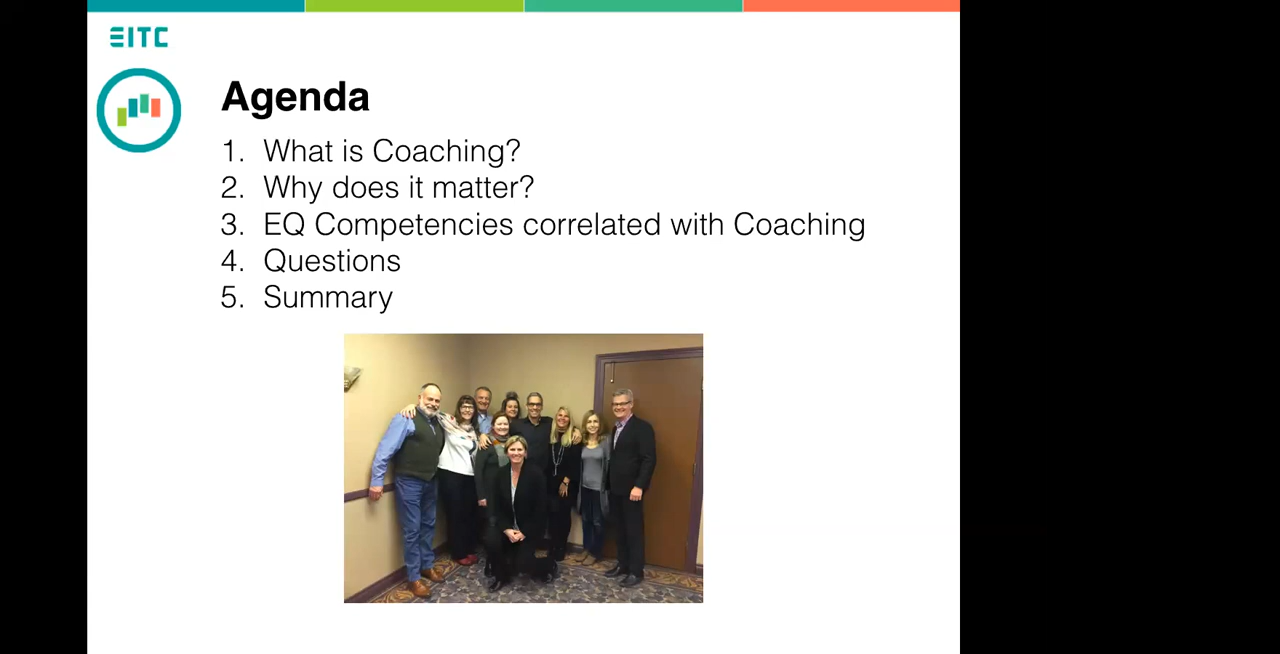 EITC
Agenda
1. What is Coaching?
2. Why does it matter?
3. EQ Competencies correlated with Coaching
4. Questions
5. Summary